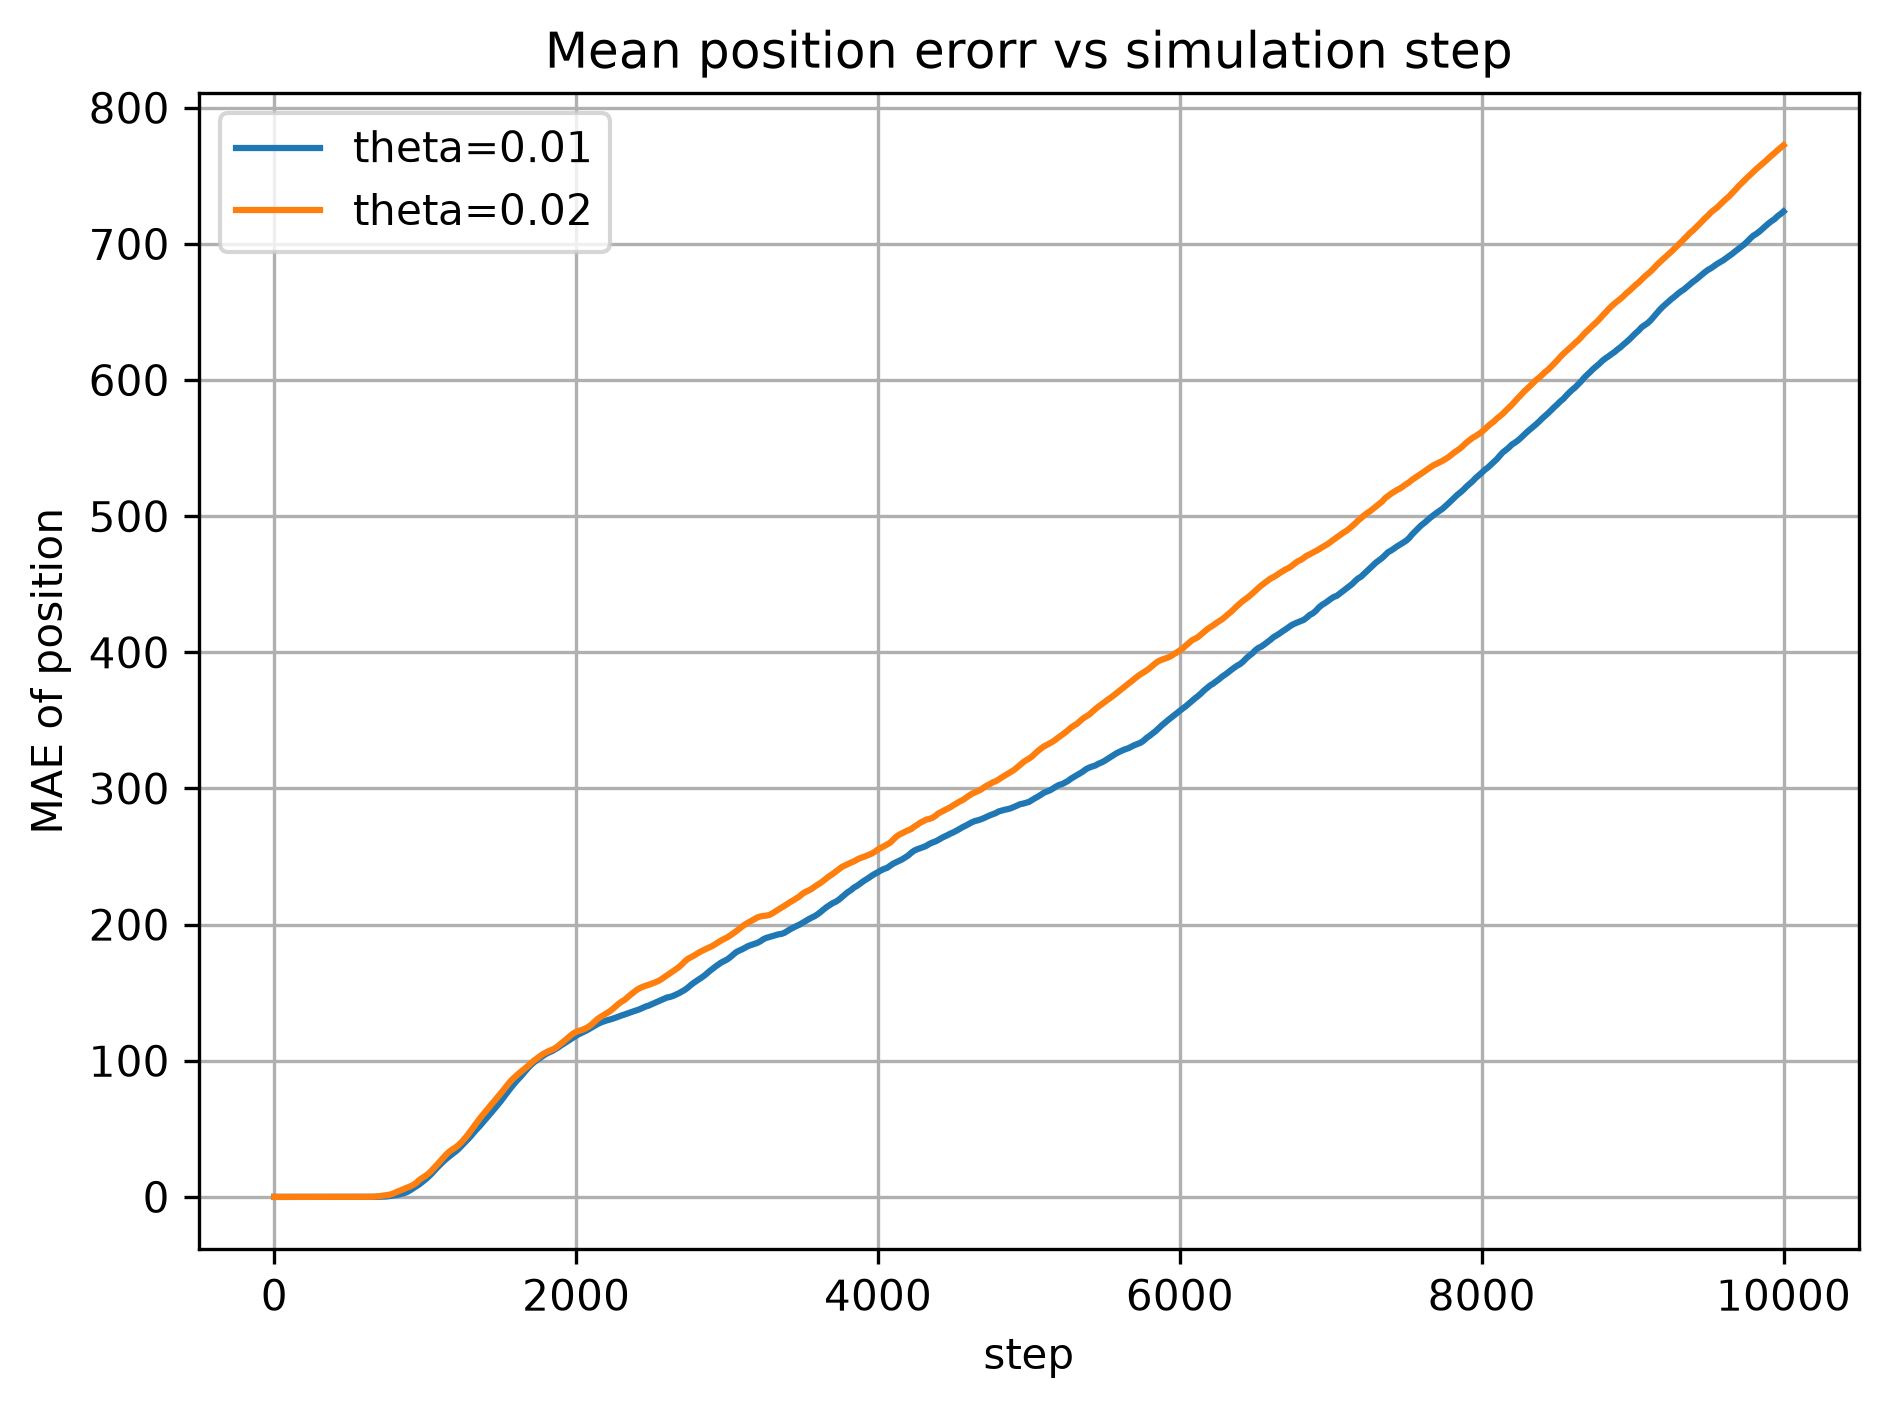 Mean position erorr vs simulation step
theta=0.01
theta=0.02
MAE of position
800
700
600
500
400
300
200
100
0
0 2000 4000 6000 8000 10000
step